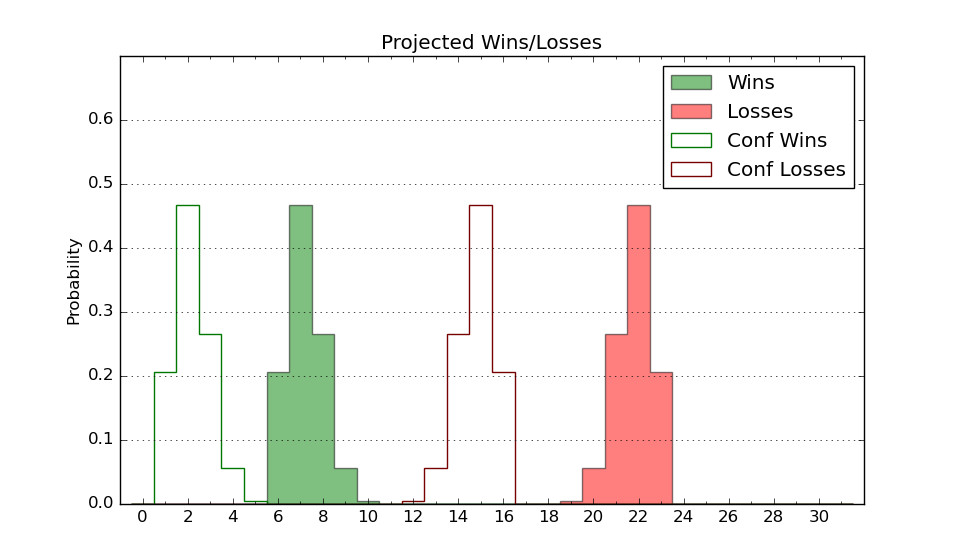 Projected Wins/Losses
Wins
Losses
Conf Wins
Conf Losses
Probability
0.6
0.5
0.4
0.3
0.2
0.1
0.0
0 2 4 6 8 10 12 14 16 18 20 22 24 26 28 30